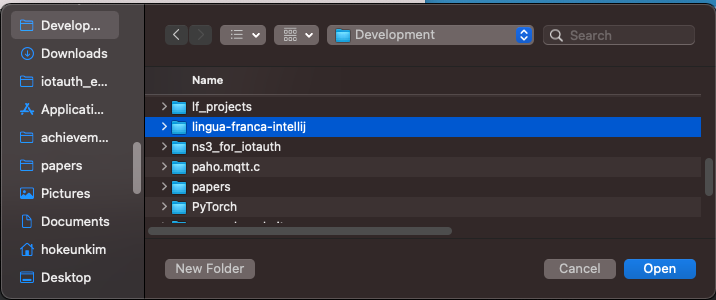 Develop...
Downloads
iotauth_e...
Applicati...
achievem...
papers
Pictures
Documents
hokeunkim
Desktop
Development
Search
Name
lf_projects
lingua-franca-intellij
ns3_for_iotauth
paho.mqtt.c
papers
PyTorch
New Folder
Cancel
Open